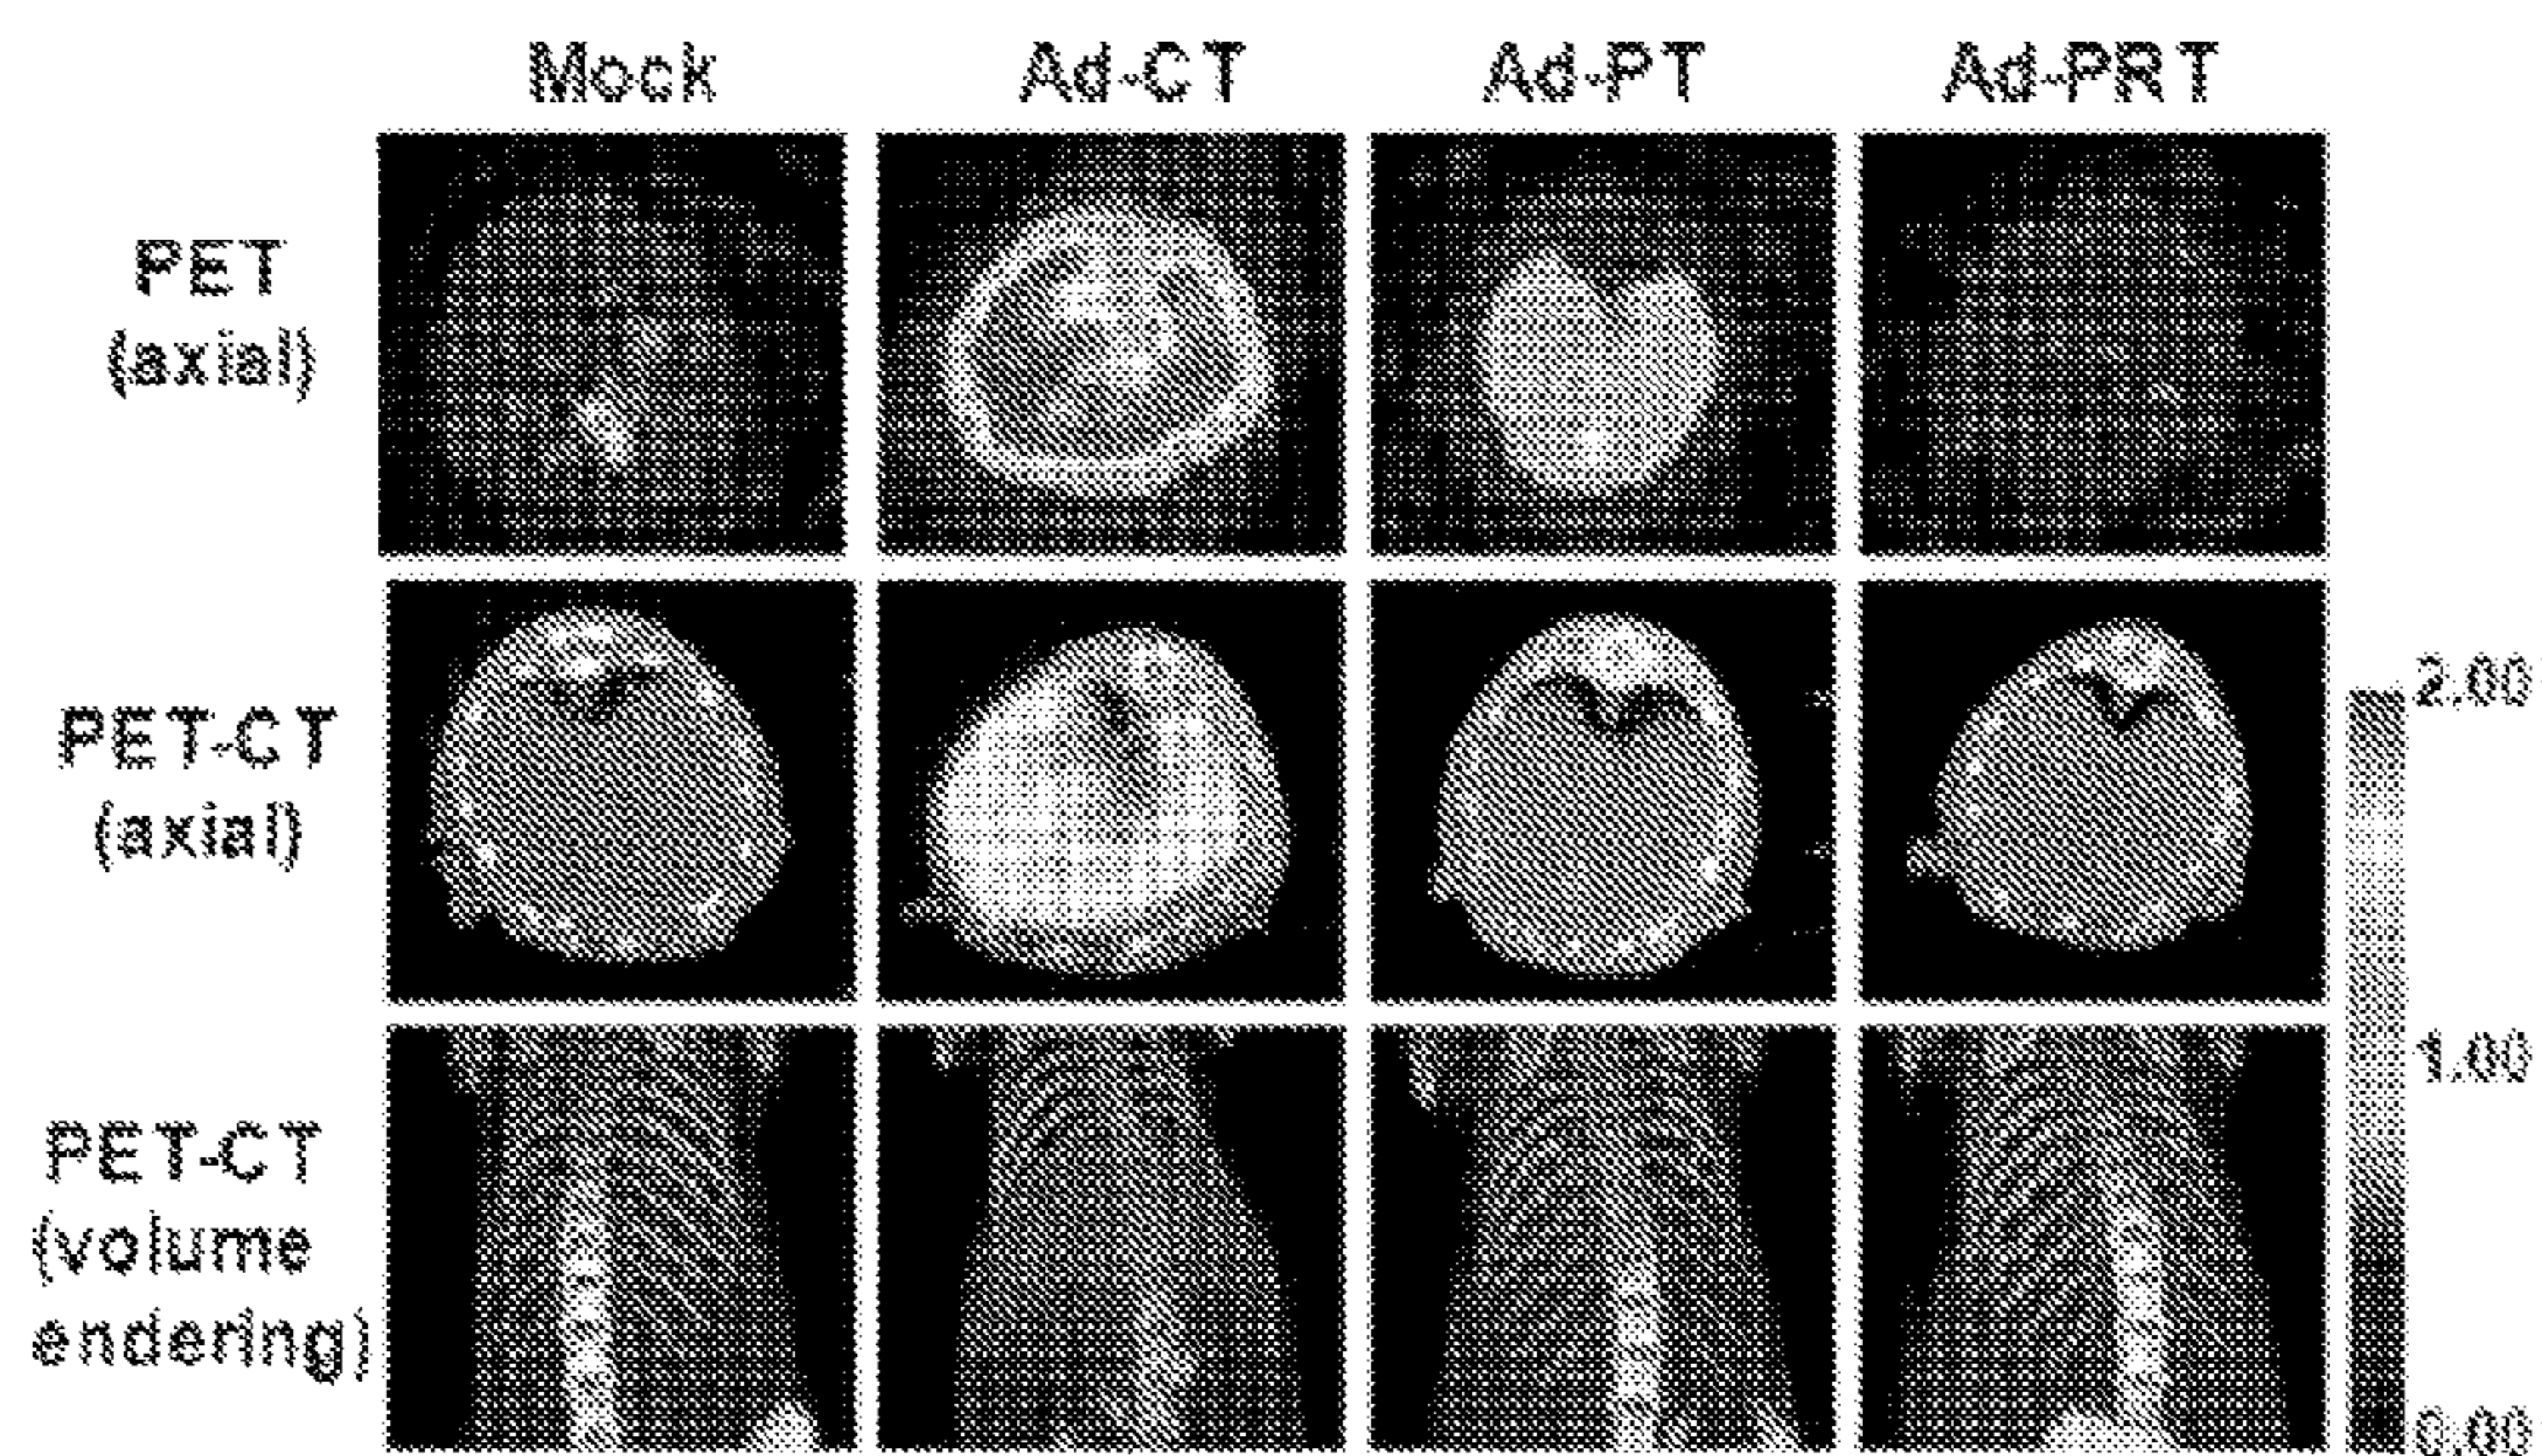 Mock Ad-CT Ad-PT Ad-PRT
PET
(axial)
PET-CT
(axial)
PET-CT
(volume
endering)
2.00
1.00
0.00